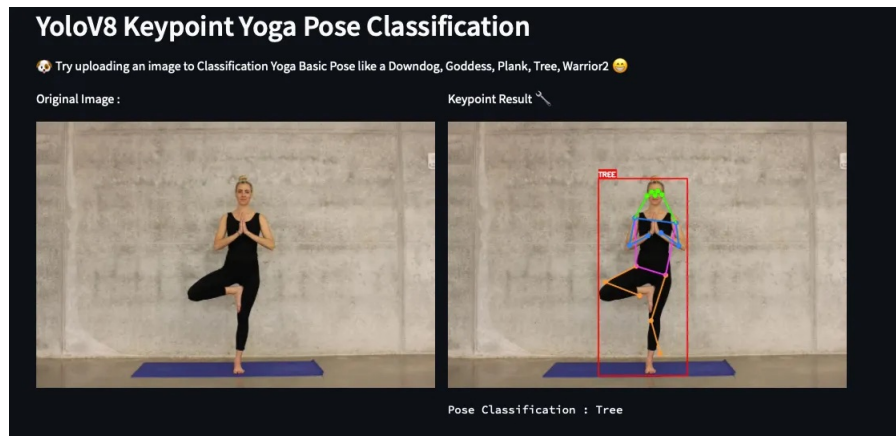 YoloV8 Keypoint Yoga Pose Classification
🐶 Try uploading an image to Classification Yoga Basic Pose like a Downdog, Goddess, Plank, Tree, Warrior2 😁
Original Image :
Keypoint Result 🔧
TREE
Pose Classification : Tree